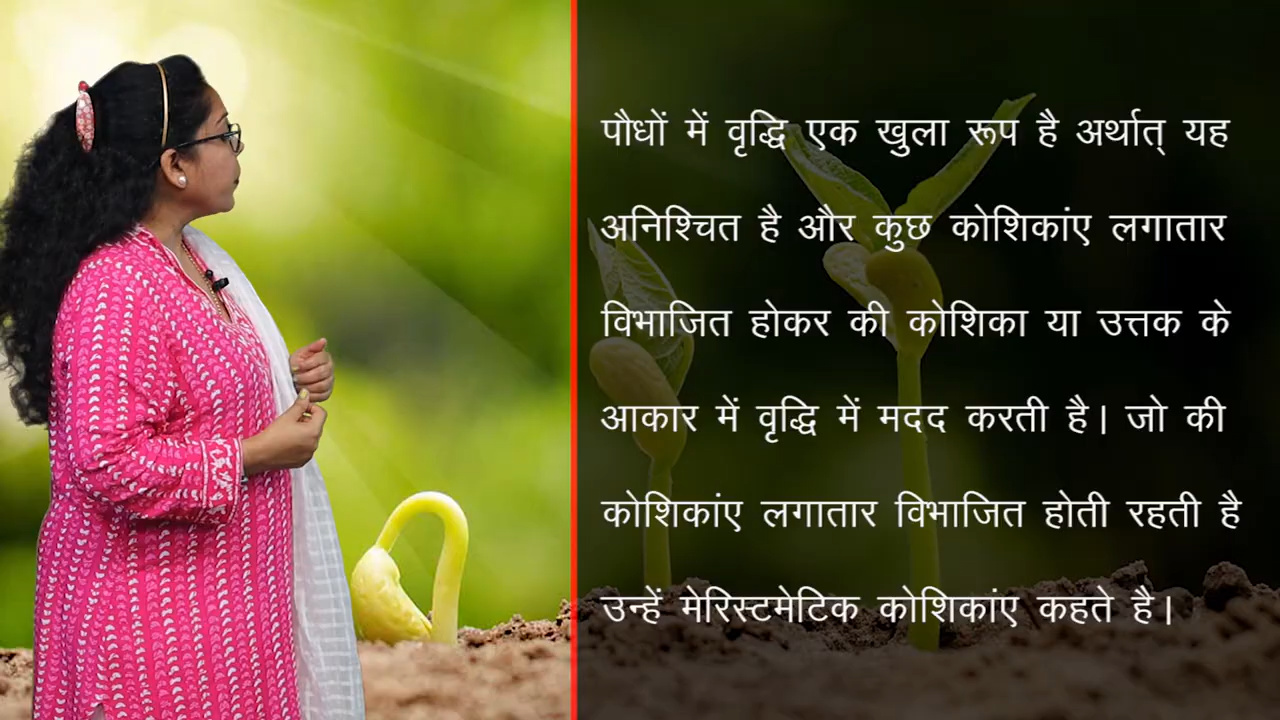 पौधों में वृद्धि एक खुला रूप है अर्थात् यह
अनिश्चित है और कुछ कोशिकांए लगातार
विभाजित होकर की कोशिका या उत्तक के
आकार में वृद्धि में मदद करती है। जो की
कोशिकांए लगातार विभाजित होती रहती है
उन्हें मेरिस्टमेटिक कोशिकांए कहते है।